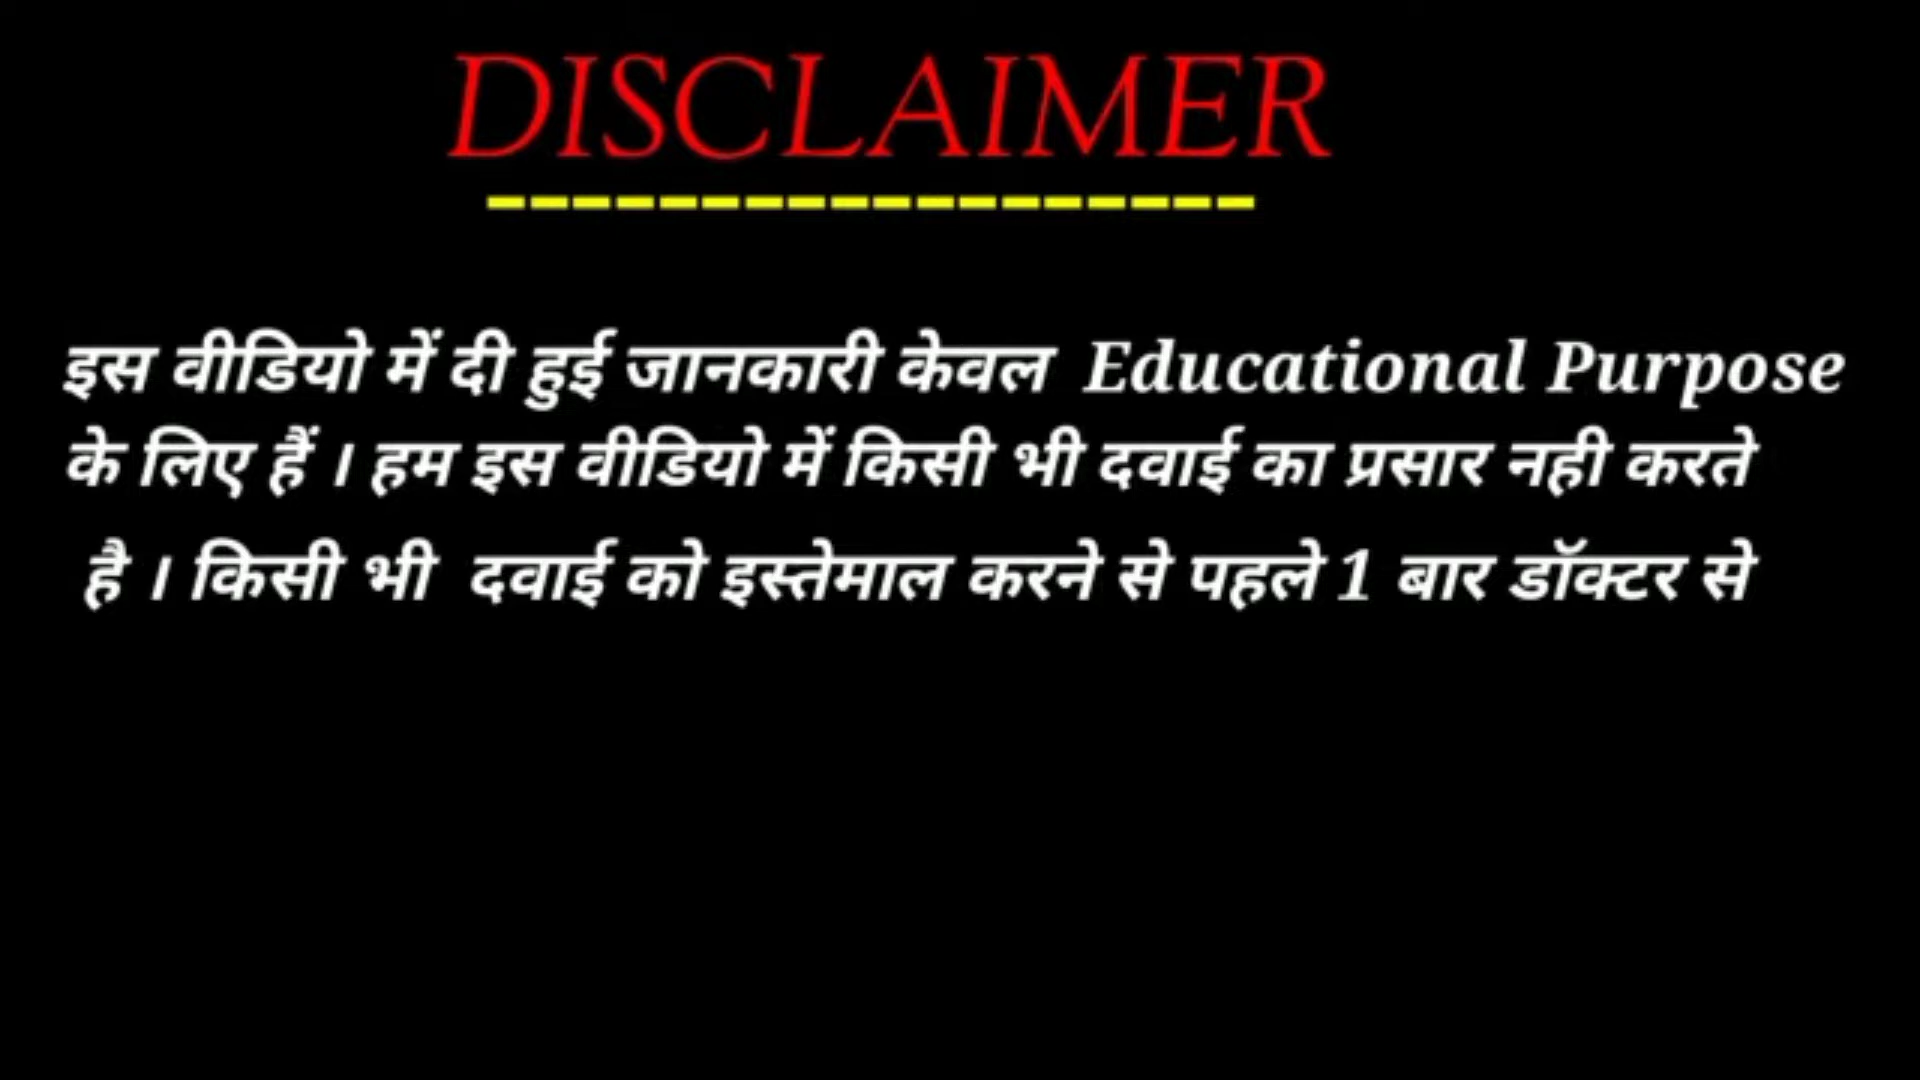 DISCLAIMER
------------------
इस वीडियो में दी हुई जानकारी केवल Educational Purpose
के लिए हैं । हम इस वीडियो में किसी भी दवाई का प्रसार नही करते
है । किसी भी दवाई को इस्तेमाल करने से पहले 1 बार डॉक्टर से